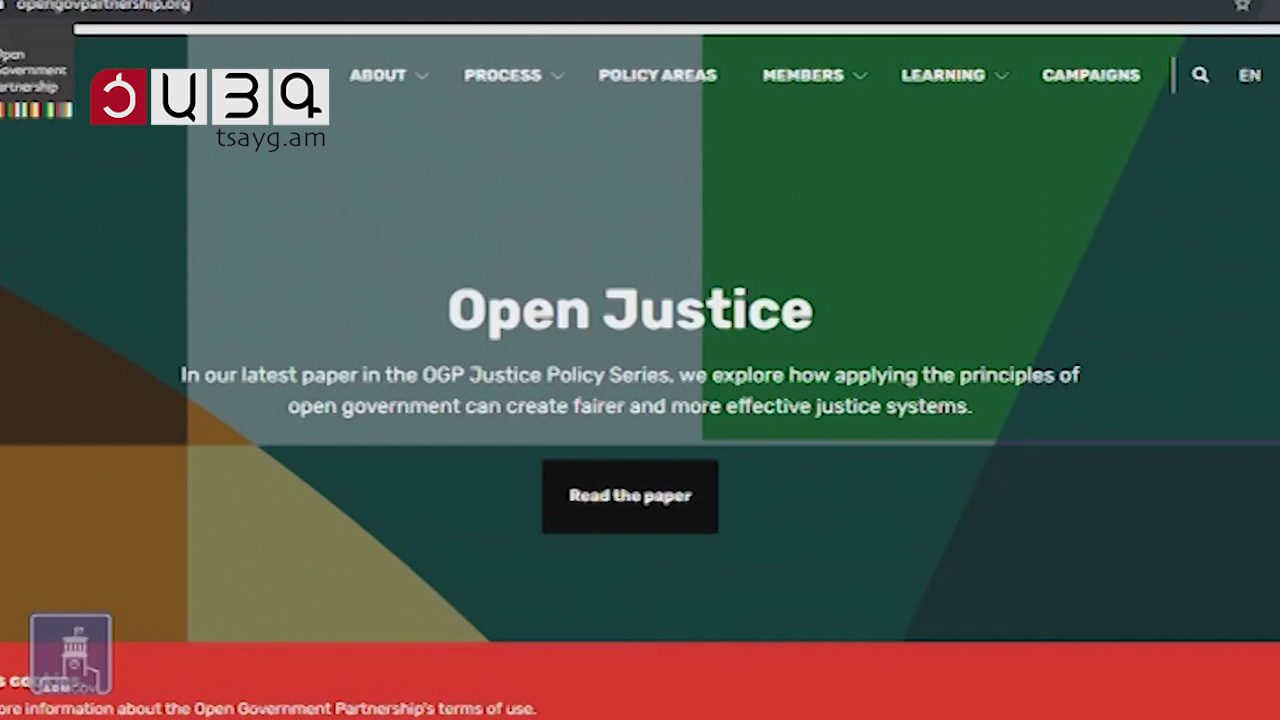 opengovpartnership.org
Open
Government
Partnership
ԾԱՅԳ
tsayg.am
ABOUT
PROCESS
POLICY AREAS
MEMBERS
LEARNING
CAMPAIGNS
EN
Open Justice
In our latest paper in the OGP Justice Policy Series, we explore how applying the principles of
open government can create fairer and more effective justice systems.
Read the paper
ore information about the Open Government Partnership's terms of use.